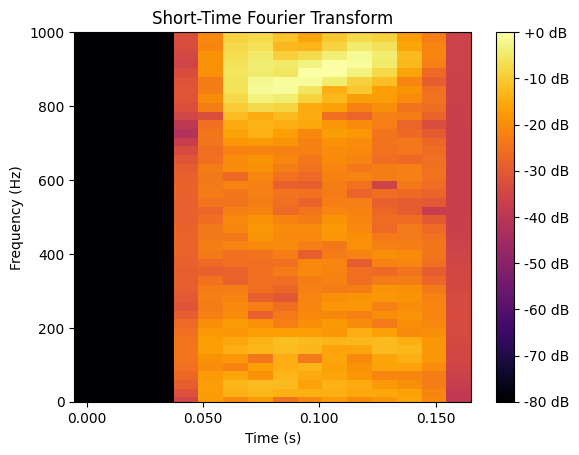 Short-Time Fourier Transform
1000
800
600
400
200
0
Frequency (Hz)
0.000
0.050
0.100
0.150
Time (s)
+0 dB
-10 dB
-20 dB
-30 dB
-40 dB
-50 dB
-60 dB
-70 dB
-80 dB